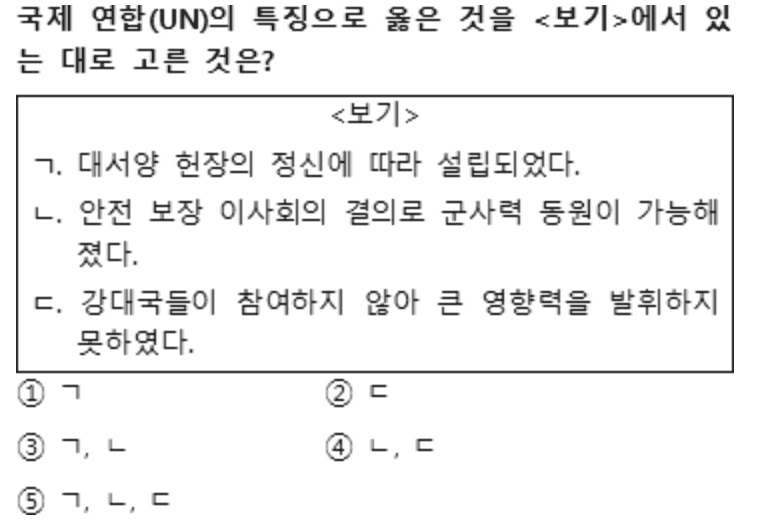 국제 연합(UN)의 특징으로 옳은 것을 <보기>에서 있
는 대로 고른 것은?
<보기>
ㄱ. 대서양 헌장의 정신에 따라 설립되었다.
ㄴ. 안전 보장 이사회의 결의로 군사력 동원이 가능해
졌다.
ㄷ. 강대국들이 참여하지 않아 큰 영향력을 발휘하지
못하였다.
① ㄱ ② ㄷ
③ ㄱ, ㄴ ④ ㄴ, ㄷ
⑤ ㄱ, ㄴ, ㄷ